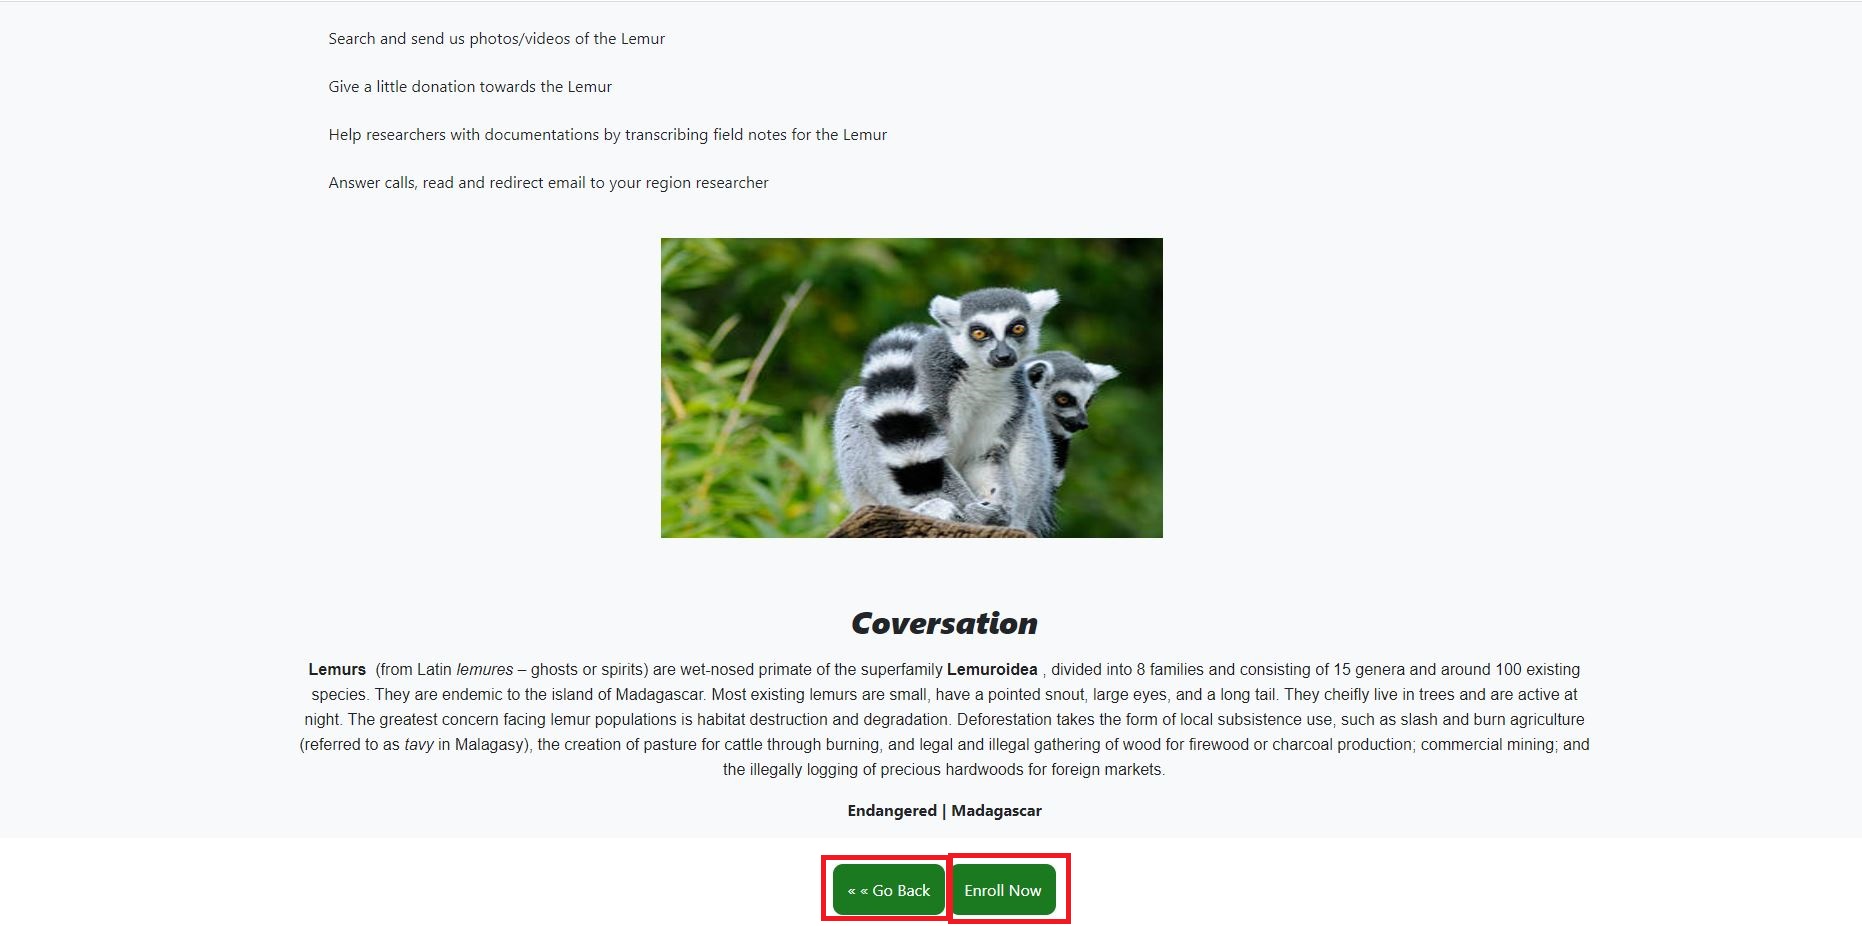 Search and send us photos/videos of the Lemur
Give a little donation towards the Lemur
Help researchers with documentations by transcribing field notes for the Lemur
Answer calls, read and redirect email to your region researcher
Coversation
Lemurs (from Latin lemures – ghosts or spirits) are wet-nosed primate of the superfamily Lemuroidea , divided into 8 families and consisting of 15 genera and around 100 existing
species. They are endemic to the island of Madagascar. Most existing lemurs are small, have a pointed snout, large eyes, and a long tail. They cheifly live in trees and are active at
night. The greatest concern facing lemur populations is habitat destruction and degradation. Deforestation takes the form of local subsistence use, such as slash and burn agriculture
(referred to as tavy in Malagasy), the creation of pasture for cattle through burning, and legal and illegal gathering of wood for firewood or charcoal production; commercial mining; and
the illegally logging of precious hardwoods for foreign markets.
Endangered | Madagascar
« « Go Back Enroll Now